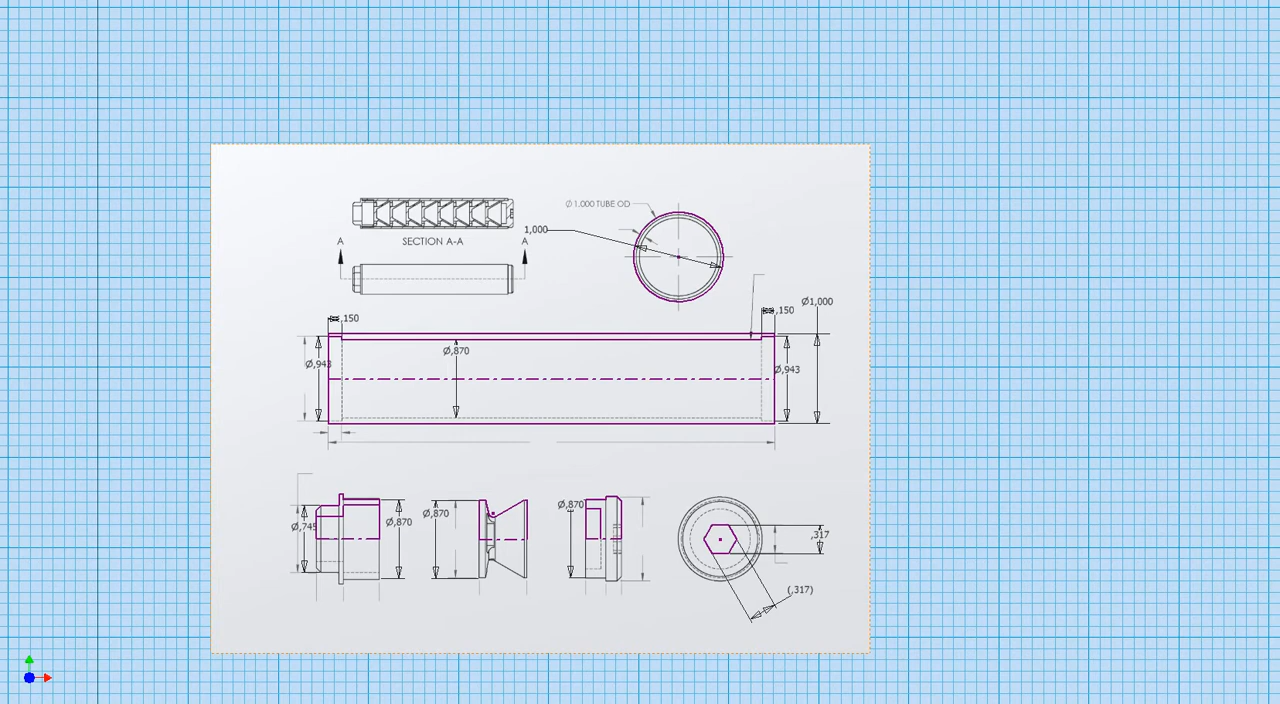 Ø 1.000 TUBE OD
1,000
A
SECTION A-A
A
,150
,150
Ø1,000
Ø,943
Ø,870
Ø,943
Ø,745
Ø,870
Ø,870
Ø,870
,317
(,317)